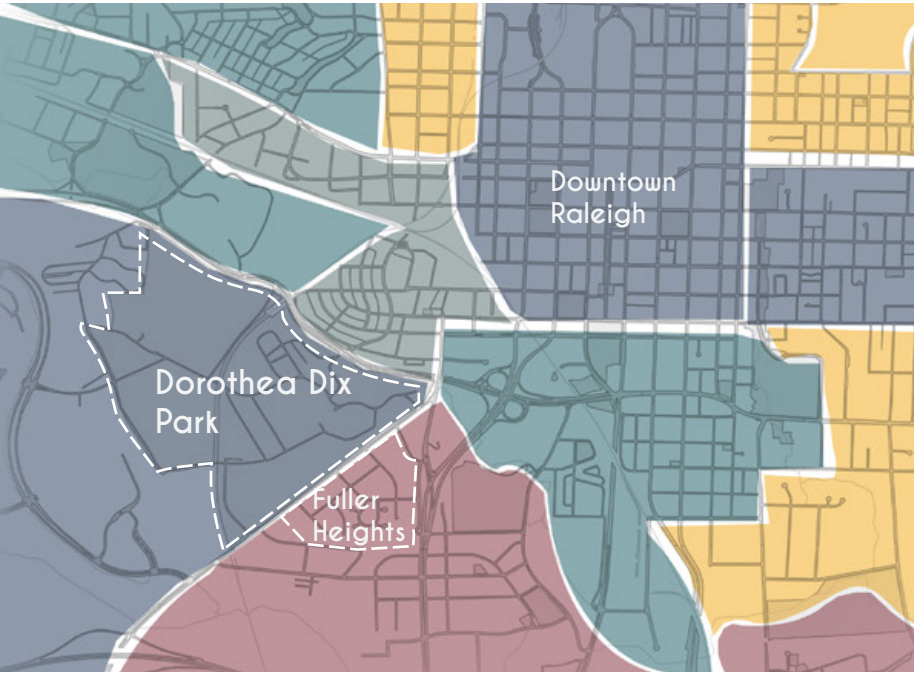 Downtown
Raleigh
Dorothea Dix
Park
Fuller
Heights